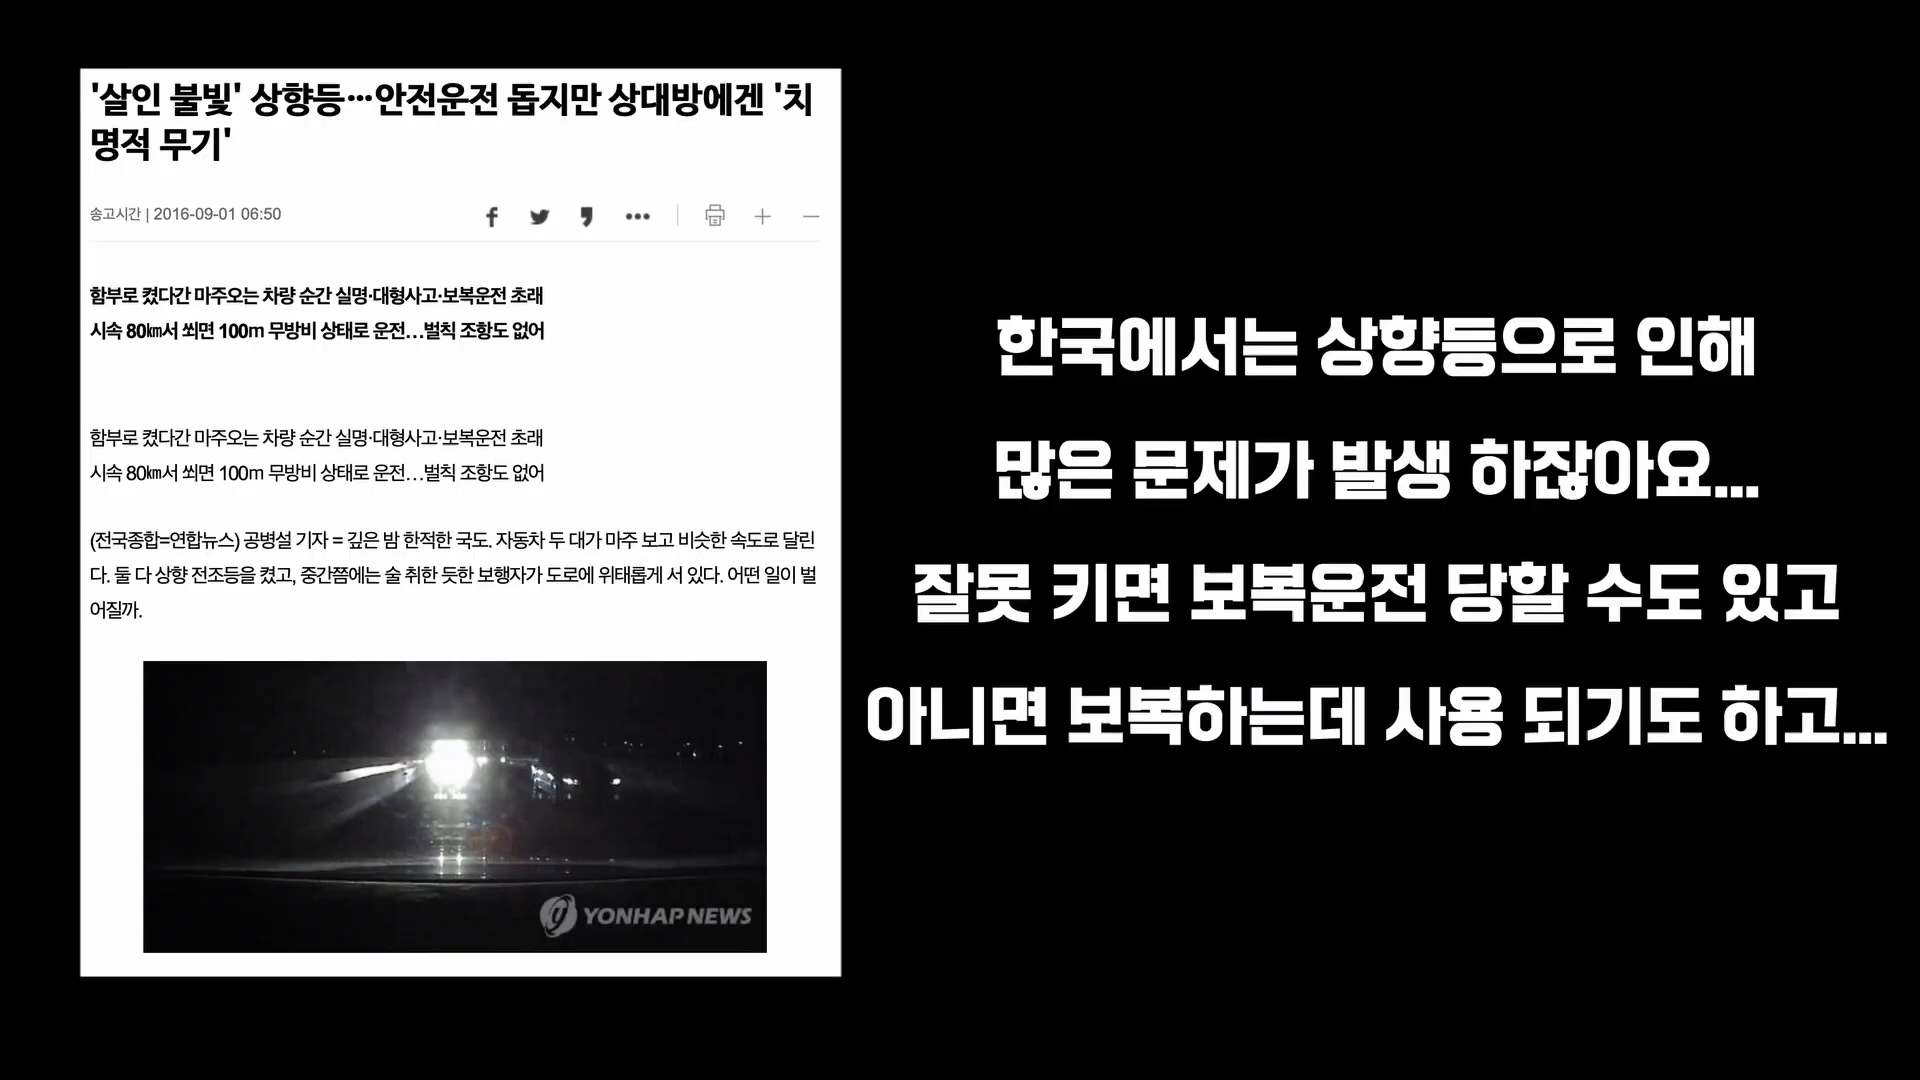 '살인 불빛' 상향등…안전운전 돕지만 상대방에겐 '치
명적 무기'
송고시간 | 2016-09-01 06:50
함부로 켰다간 마주오는 차량 순간 실명·대형사고·보복운전 초래
시속 80㎞서 쐬면 100m 무방비 상태로 운전…벌칙 조항도 없어
함부로 켰다간 마주오는 차량 순간 실명·대형사고·보복운전 초래
시속 80㎞서 쐬면 100m 무방비 상태로 운전…벌칙 조항도 없어
(전국종합=연합뉴스) 공병설 기자 = 깊은 밤 한적한 국도. 자동차 두 대가 마주 보고 비슷한 속도로 달린
다. 둘 다 상향 전조등을 켰고, 중간쯤에는 술 취한 듯한 보행자가 도로에 위태롭게 서 있다. 어떤 일이 벌
어질까.
YONHAP NEWS
한국에서는 상향등으로 인해
많은 문제가 발생 하잖아요...
잘못 키면 보복운전 당할 수도 있고
아니면 보복하는데 사용 되기도 하고...